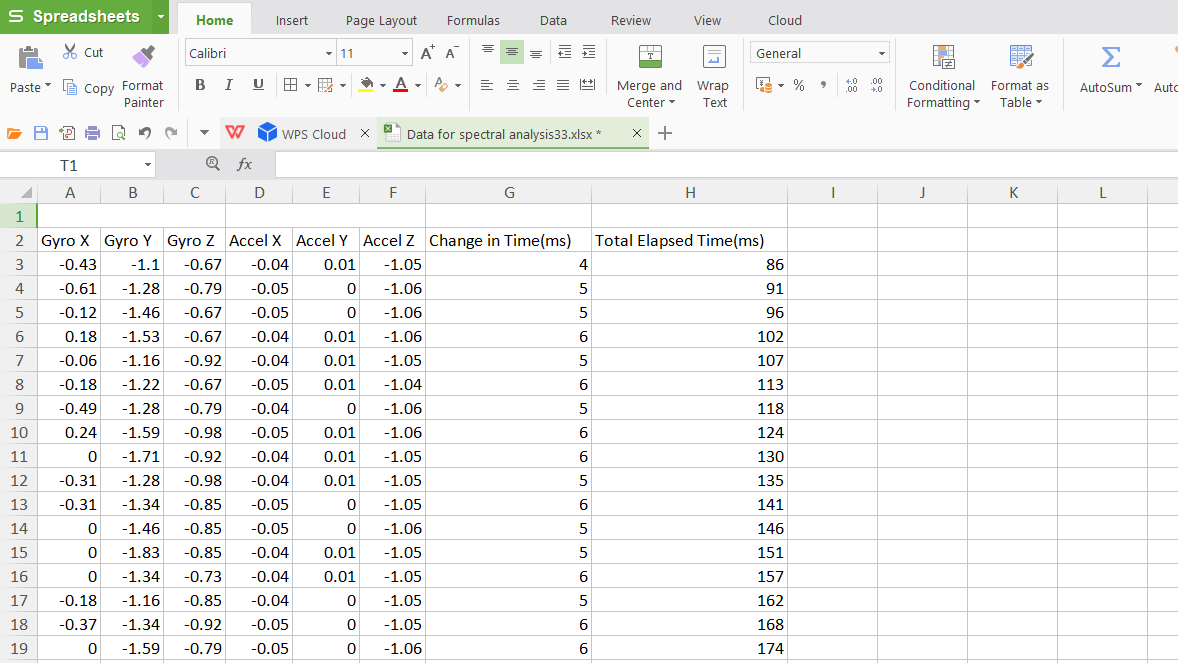 S Spreadsheets Home Insert Page Layout Formulas Data Review View Cloud
Cut Calibri 11 A+ A- General
Paste Copy Format Painter B I U A Merge and Center Wrap Text % , .0 .00 .00 .0 Conditional Formatting Format as Table AutoSum Auto
WPS Cloud × Data for spectral analysis33.xlsx * × +
T1 fx
A B C D E F G H I J K L
1
2 Gyro X Gyro Y Gyro Z Accel X Accel Y Accel Z Change in Time(ms) Total Elapsed Time(ms)
3 -0.43 -1.1 -0.67 -0.04 0.01 -1.05 4 86
4 -0.61 -1.28 -0.79 -0.05 0 -1.06 5 91
5 -0.12 -1.46 -0.67 -0.05 0 -1.06 5 96
6 0.18 -1.53 -0.67 -0.04 0.01 -1.06 6 102
7 -0.06 -1.16 -0.92 -0.04 0.01 -1.05 5 107
8 -0.18 -1.22 -0.67 -0.05 0.01 -1.04 6 113
9 -0.49 -1.28 -0.79 -0.04 0 -1.06 5 118
10 0.24 -1.59 -0.98 -0.05 0.01 -1.06 6 124
11 0 -1.71 -0.92 -0.04 0.01 -1.05 6 130
12 -0.31 -1.28 -0.98 -0.04 0.01 -1.05 5 135
13 -0.31 -1.34 -0.85 -0.05 0 -1.05 6 141
14 0 -1.46 -0.85 -0.05 0 -1.06 5 146
15 0 -1.83 -0.85 -0.04 0.01 -1.05 5 151
16 0 -1.34 -0.73 -0.04 0.01 -1.05 6 157
17 -0.18 -1.16 -0.85 -0.04 0 -1.05 5 162
18 -0.37 -1.34 -0.92 -0.05 0 -1.05 6 168
19 0 -1.59 -0.79 -0.05 0 -1.06 6 174